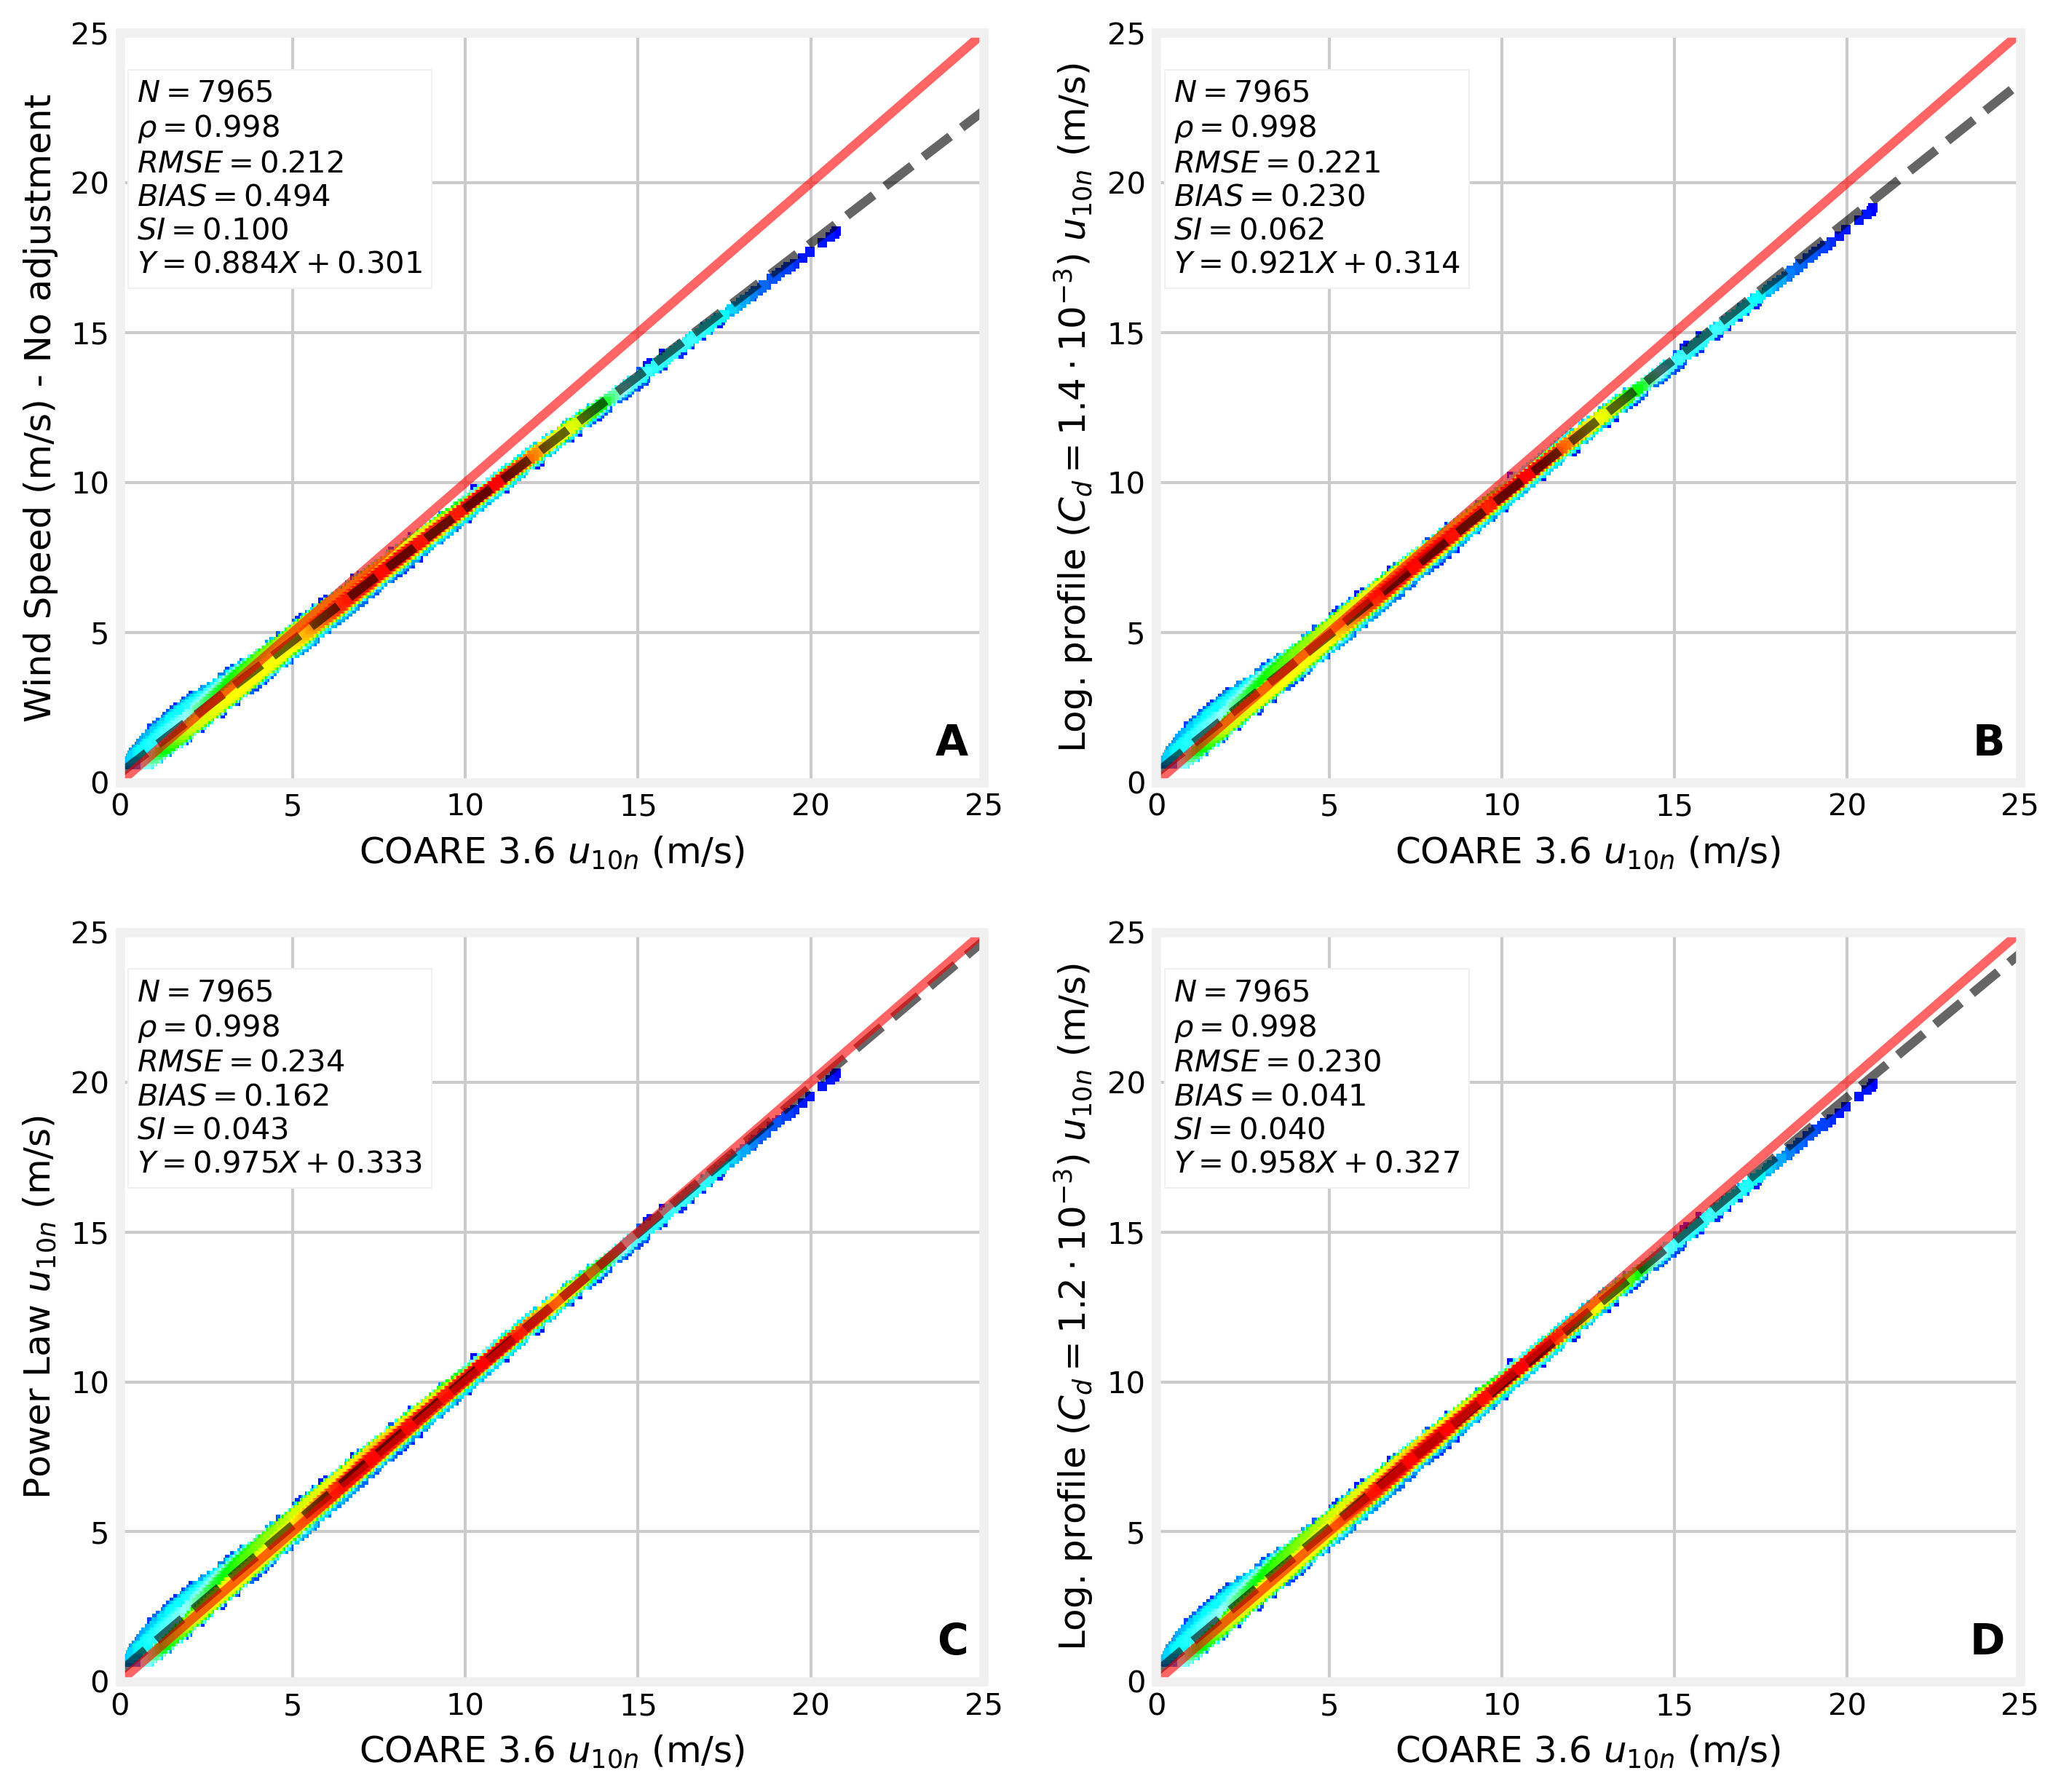 25
20
15
10
5
0
Wind Speed (m/s) - No adjustment
N = 7965
ρ = 0.998
RMSE = 0.212
BIAS = 0.494
SI = 0.100
Y = 0.884X + 0.301
A
0 5 10 15 20 25
COARE 3.6 u₁₀ₙ (m/s)
25
20
15
10
5
0
Log. profile (C_d = 1.4 · 10⁻³) u₁₀ₙ (m/s)
N = 7965
ρ = 0.998
RMSE = 0.221
BIAS = 0.230
SI = 0.062
Y = 0.921X + 0.314
B
0 5 10 15 20 25
COARE 3.6 u₁₀ₙ (m/s)
25
20
15
10
5
0
Power Law u₁₀ₙ (m/s)
N = 7965
ρ = 0.998
RMSE = 0.234
BIAS = 0.162
SI = 0.043
Y = 0.975X + 0.333
C
0 5 10 15 20 25
COARE 3.6 u₁₀ₙ (m/s)
25
20
15
10
5
0
Log. profile (C_d = 1.2 · 10⁻³) u₁₀ₙ (m/s)
N = 7965
ρ = 0.998
RMSE = 0.230
BIAS = 0.041
SI = 0.040
Y = 0.958X + 0.327
D
0 5 10 15 20 25
COARE 3.6 u₁₀ₙ (m/s)